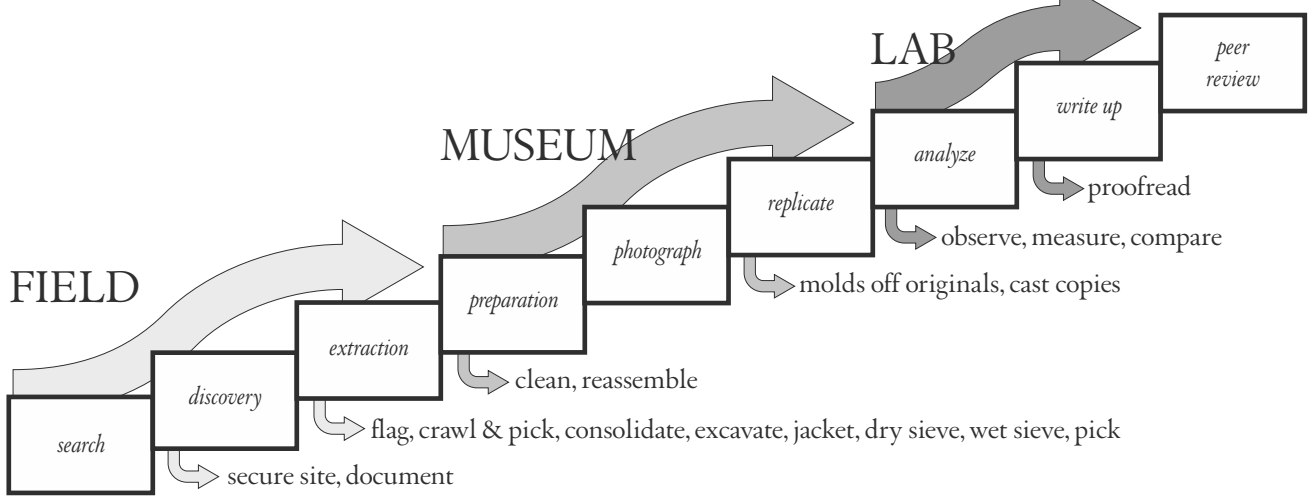 FIELD
search
discovery
secure site, document
extraction
flag, crawl & pick, consolidate, excavate, jacket, dry sieve, wet sieve, pick
MUSEUM
preparation
clean, reassemble
photograph
replicate
molds off originals, cast copies
LAB
analyze
observe, measure, compare
write up
proofread
peer
review